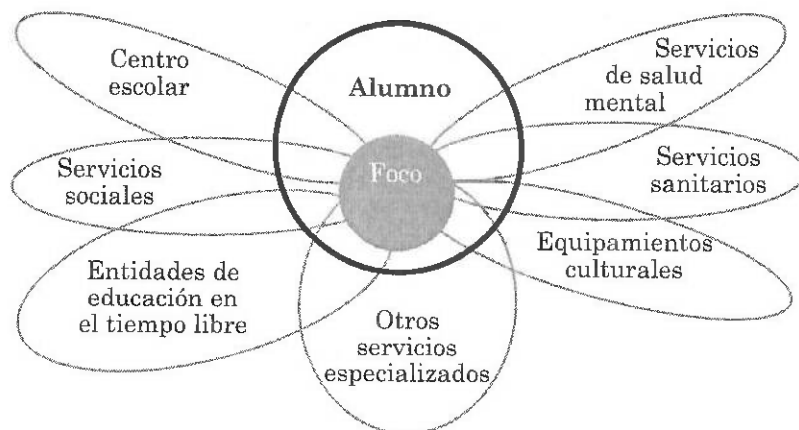 Centro
escolar
Alumno
Servicios
de salud
mental
Servicios
sociales
Foco
Servicios
sanitarios
Entidades de
educación en
el tiempo libre
Otros
servicios
especializados
Equipamientos
culturales